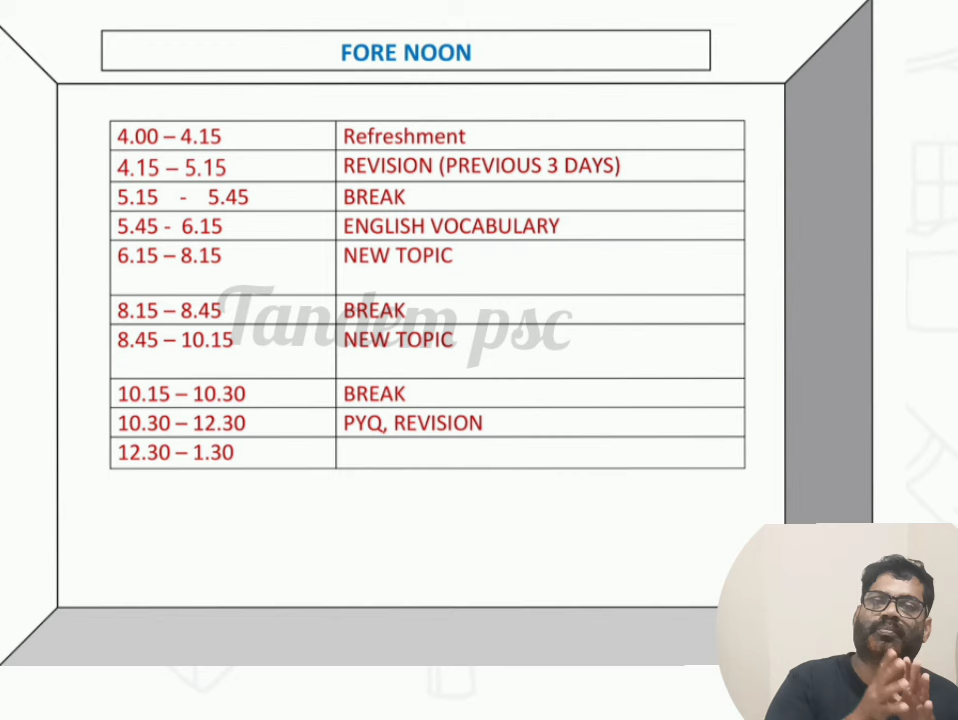 FORE NOON
4.00 – 4.15 Refreshment
4.15 – 5.15 REVISION (PREVIOUS 3 DAYS)
5.15 - 5.45 BREAK
5.45 - 6.15 ENGLISH VOCABULARY
6.15 – 8.15 NEW TOPIC
8.15 – 8.45 BREAK
Tandem psc
8.45 – 10.15 NEW TOPIC
10.15 – 10.30 BREAK
10.30 – 12.30 PYQ, REVISION
12.30 – 1.30